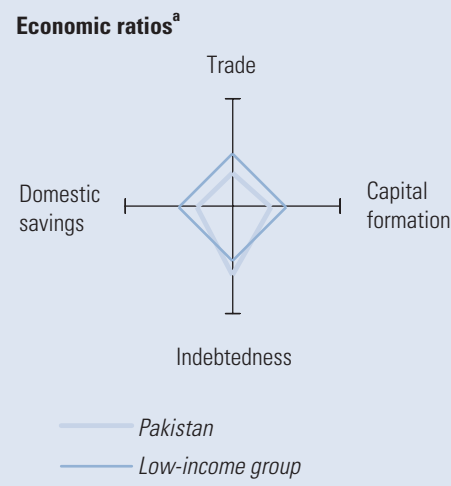 Economic ratiosᵃ
Trade
Domestic
savings
Capital
formation
Indebtedness
Pakistan
Low-income group